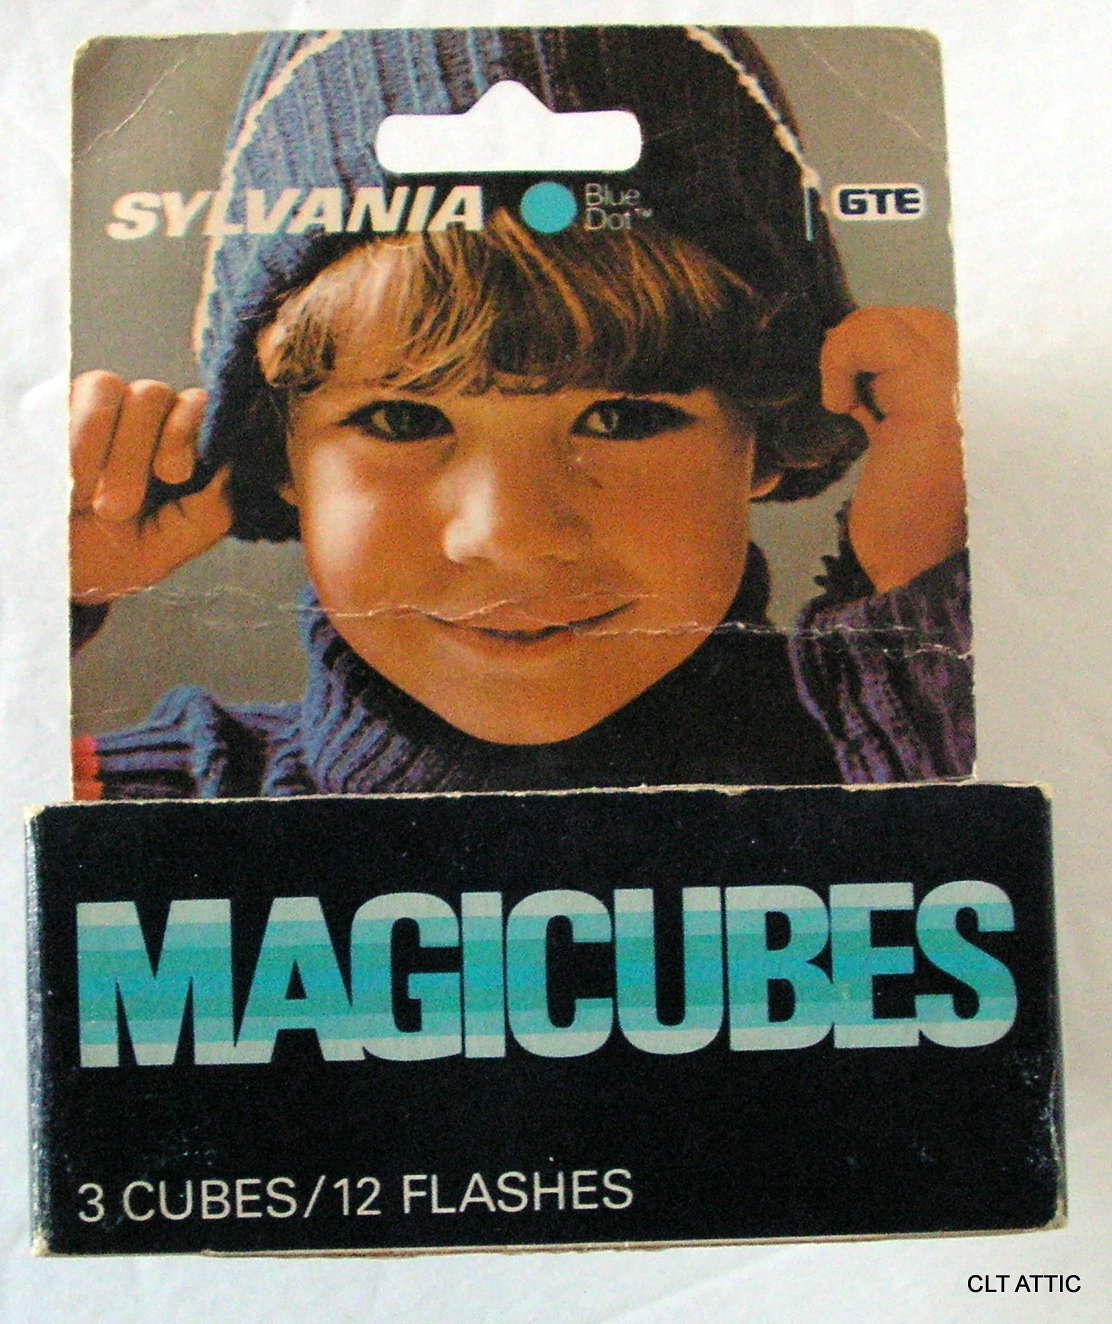 SYLVANIA Blue Dot™ GTE
MAGICUBES
3 CUBES/12 FLASHES
CLT ATTIC